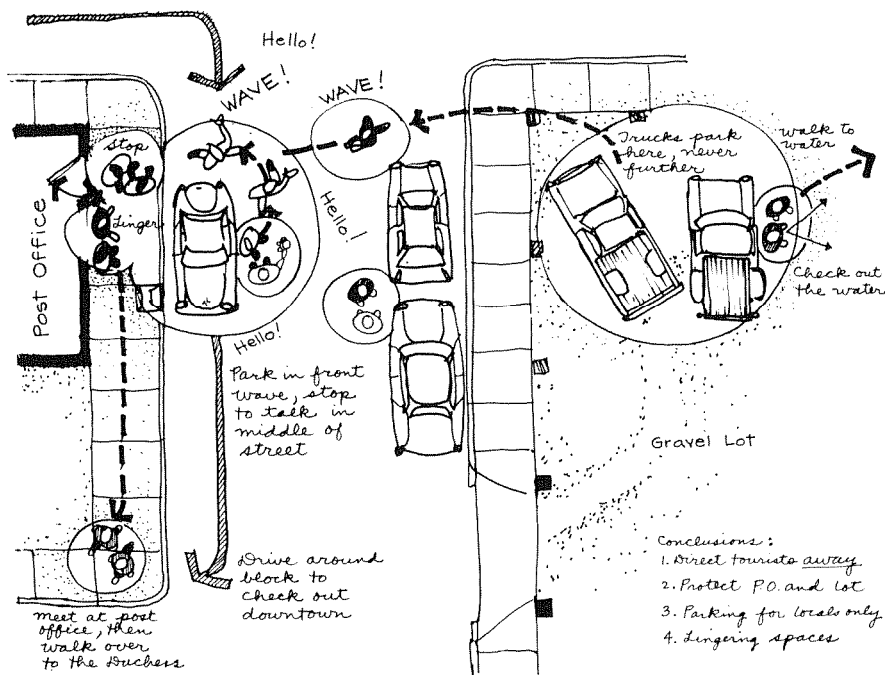 Hello!
WAVE!
WAVE!
Stop
Linger
Post Office
Hello!
Hello!
Trucks park
here, never
further
walk to
water
Check out
the water
Park in front
wave, stop
to talk in
middle of
street
Gravel Lot
Drive around
block to
check out
downtown
meet at post
office, then
walk over
to the Duchess
Conclusions:
1. Direct tourists away
2. Protect P.O. and lot
3. Parking for locals only
4. Lingering spaces